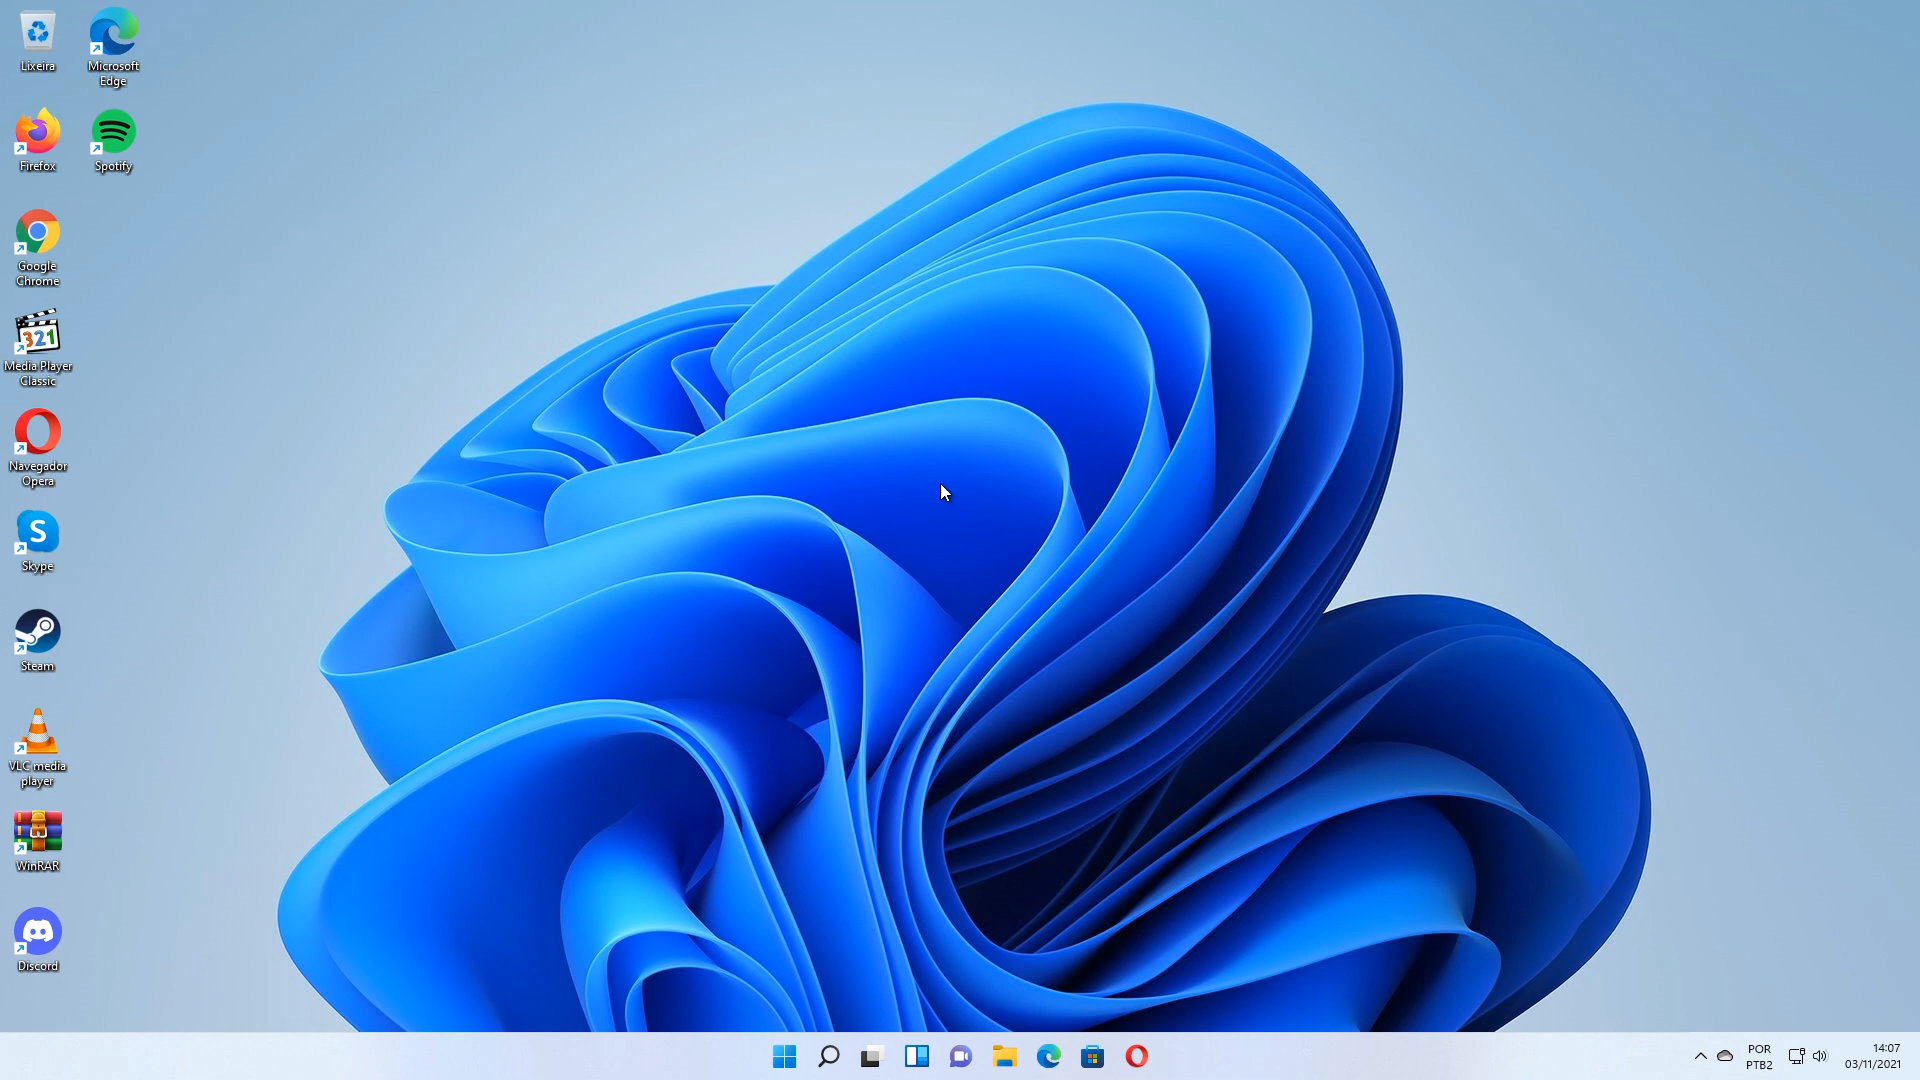 Lixeira
Microsoft
Edge
Firefox
Spotify
Google
Chrome
321
Media Player
Classic
Navegador
Opera
S
Skype
Steam
VLC media
player
WinRAR
Discord
POR
PTB2
14:07
03/11/2021